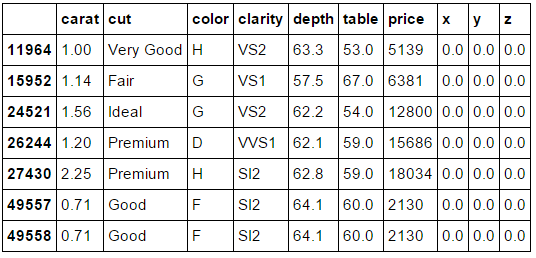 carat cut color clarity depth table price x y z
11964 1.00 Very Good H VS2 63.3 53.0 5139 0.0 0.0 0.0
15952 1.14 Fair G VS1 57.5 67.0 6381 0.0 0.0 0.0
24521 1.56 Ideal G VS2 62.2 54.0 12800 0.0 0.0 0.0
26244 1.20 Premium D VVS1 62.1 59.0 15686 0.0 0.0 0.0
27430 2.25 Premium H SI2 62.8 59.0 18034 0.0 0.0 0.0
49557 0.71 Good F SI2 64.1 60.0 2130 0.0 0.0 0.0
49558 0.71 Good F SI2 64.1 60.0 2130 0.0 0.0 0.0